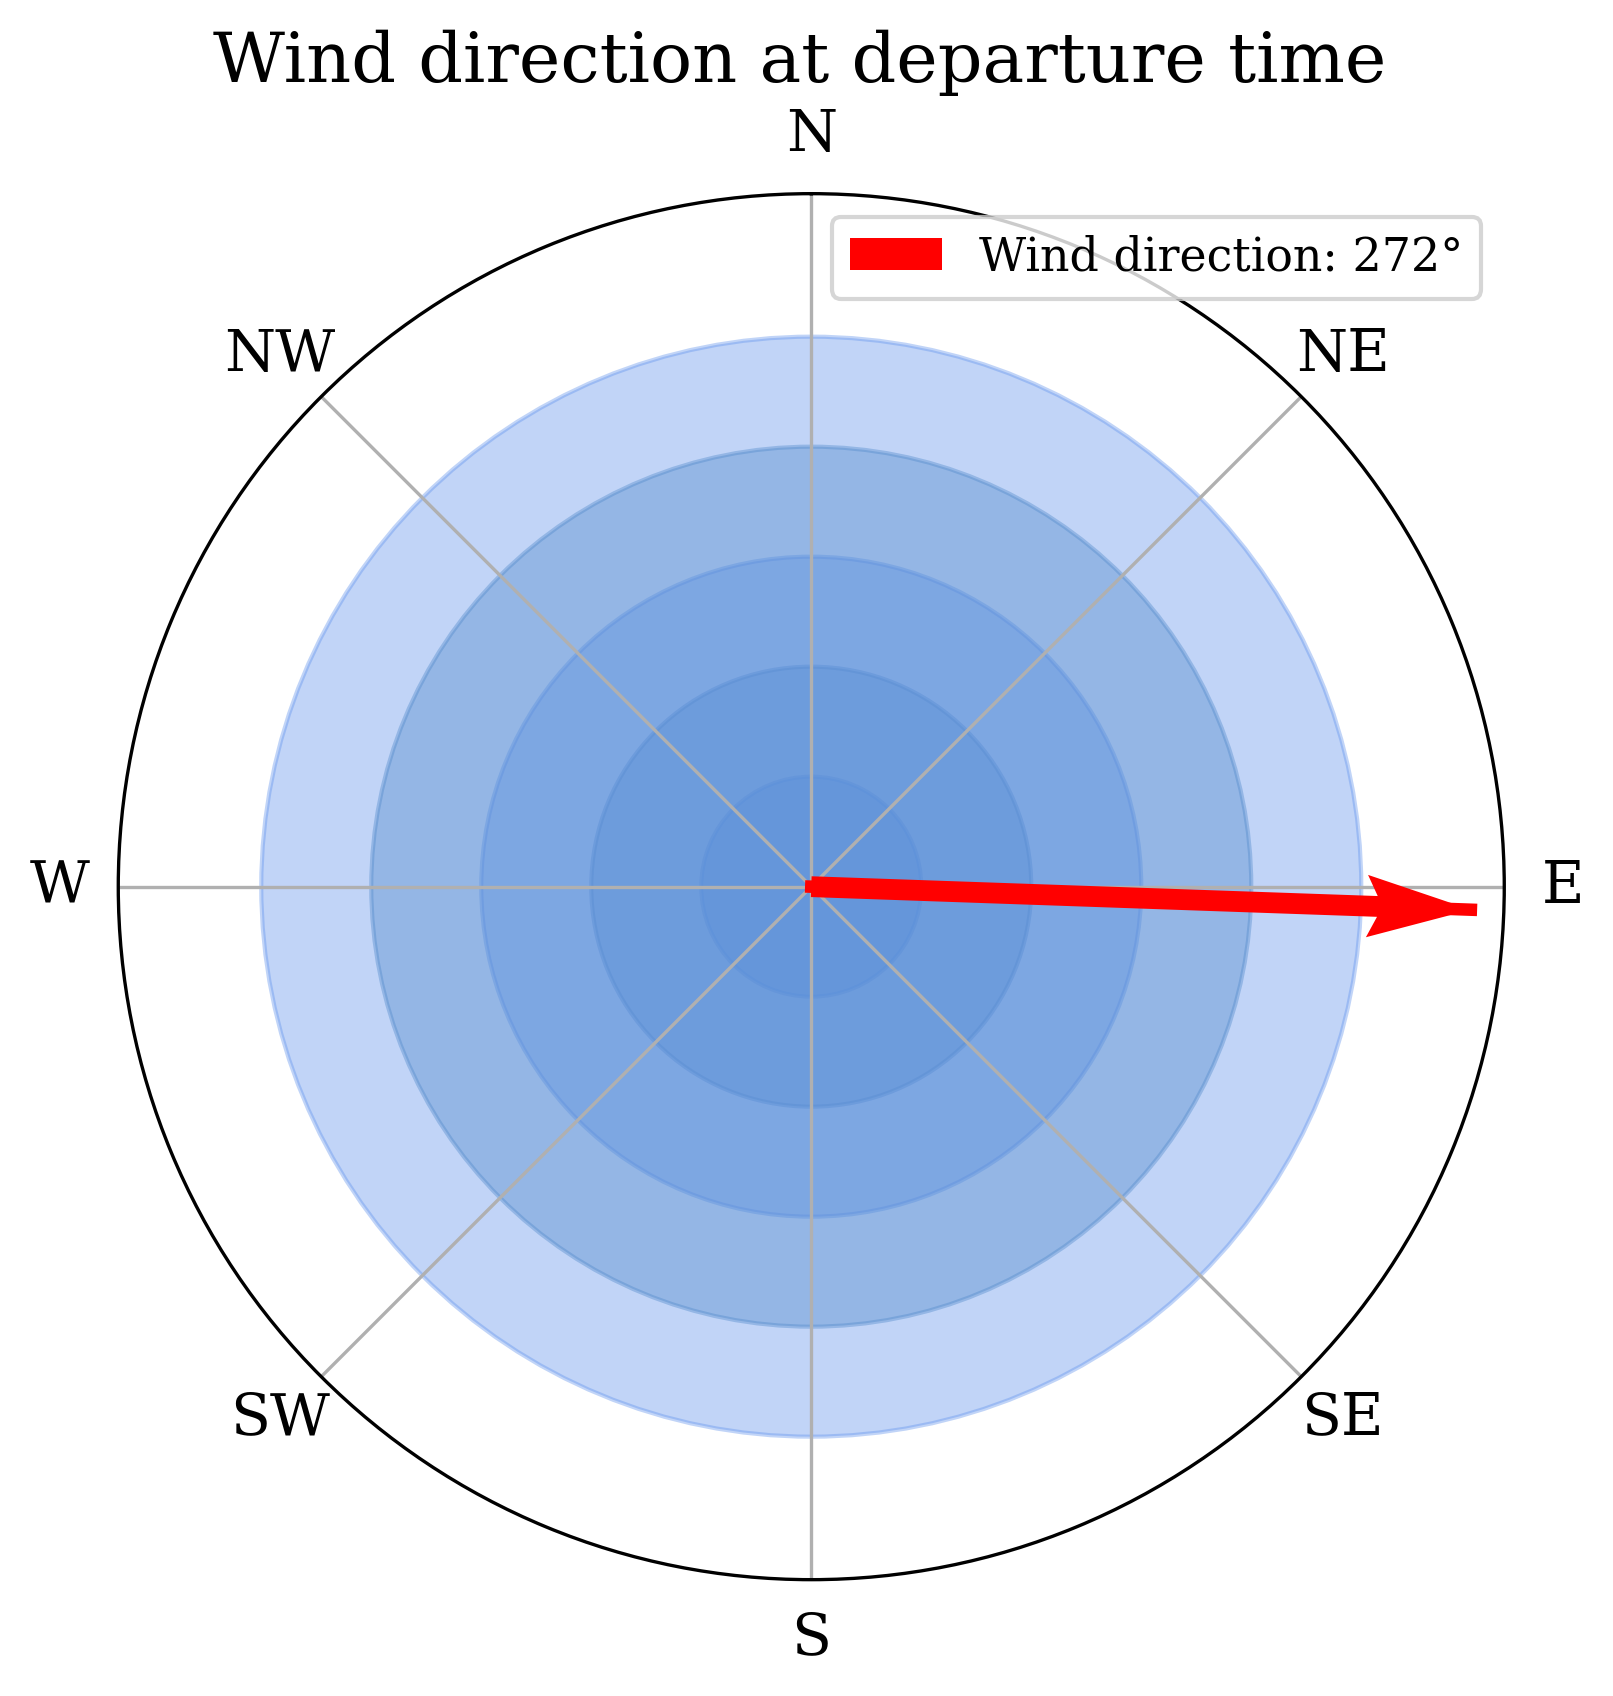 Wind direction at departure time
N
Wind direction: 272°
NW
NE
W
E
SW
SE
S